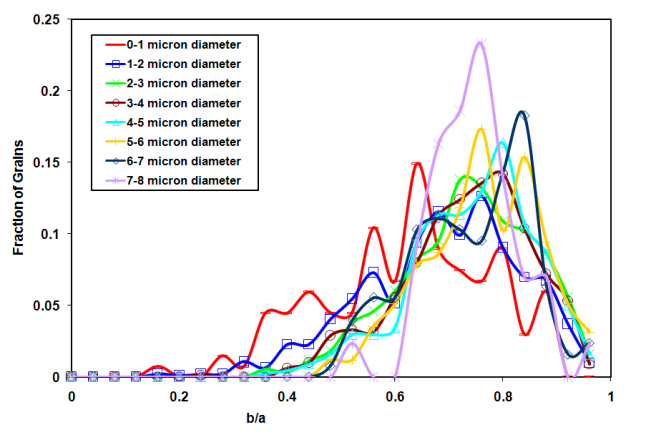 0.25
0.2
0.15
0.1
0.05
0
Fraction of Grains
0-1 micron diameter
1-2 micron diameter
2-3 micron diameter
3-4 micron diameter
4-5 micron diameter
5-6 micron diameter
6-7 micron diameter
7-8 micron diameter
0 0.2 0.4 0.6 0.8 1
b/a